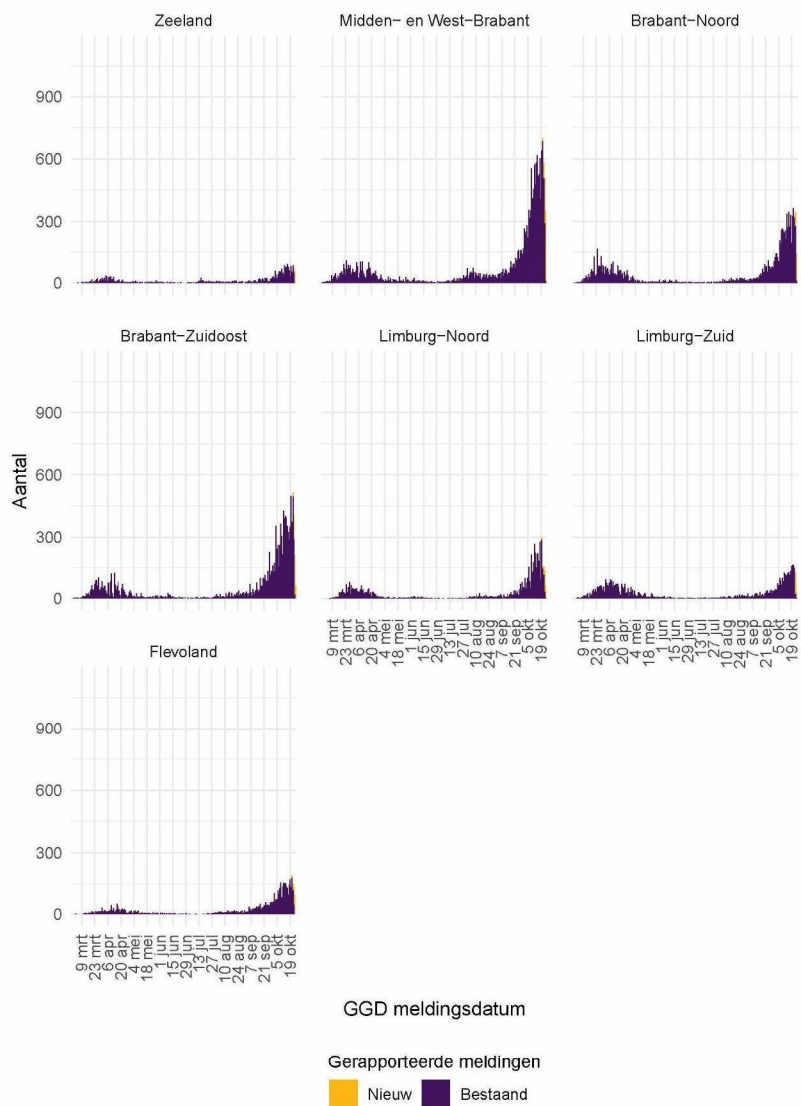 Zeeland
Midden- en West-Brabant
Brabant-Noord
900
600
300
0
Brabant-Zuidoost
Limburg-Noord
Limburg-Zuid
Aantal
900
600
300
0
9 mrt
23 mrt
6 apr
20 apr
4 mei
18 mei
1 jun
15 jun
29 jun
13 jul
27 jul
10 aug
24 aug
7 sep
21 sep
5 okt
19 okt
9 mrt
23 mrt
6 apr
20 apr
4 mei
18 mei
1 jun
15 jun
29 jun
13 jul
27 jul
10 aug
24 aug
7 sep
21 sep
5 okt
19 okt
Flevoland
900
600
300
0
9 mrt
23 mrt
6 apr
20 apr
4 mei
18 mei
1 jun
15 jun
29 jun
13 jul
27 jul
10 aug
24 aug
7 sep
21 sep
5 okt
19 okt
GGD meldingsdatum
Gerapporteerde meldingen
Nieuw
Bestaand